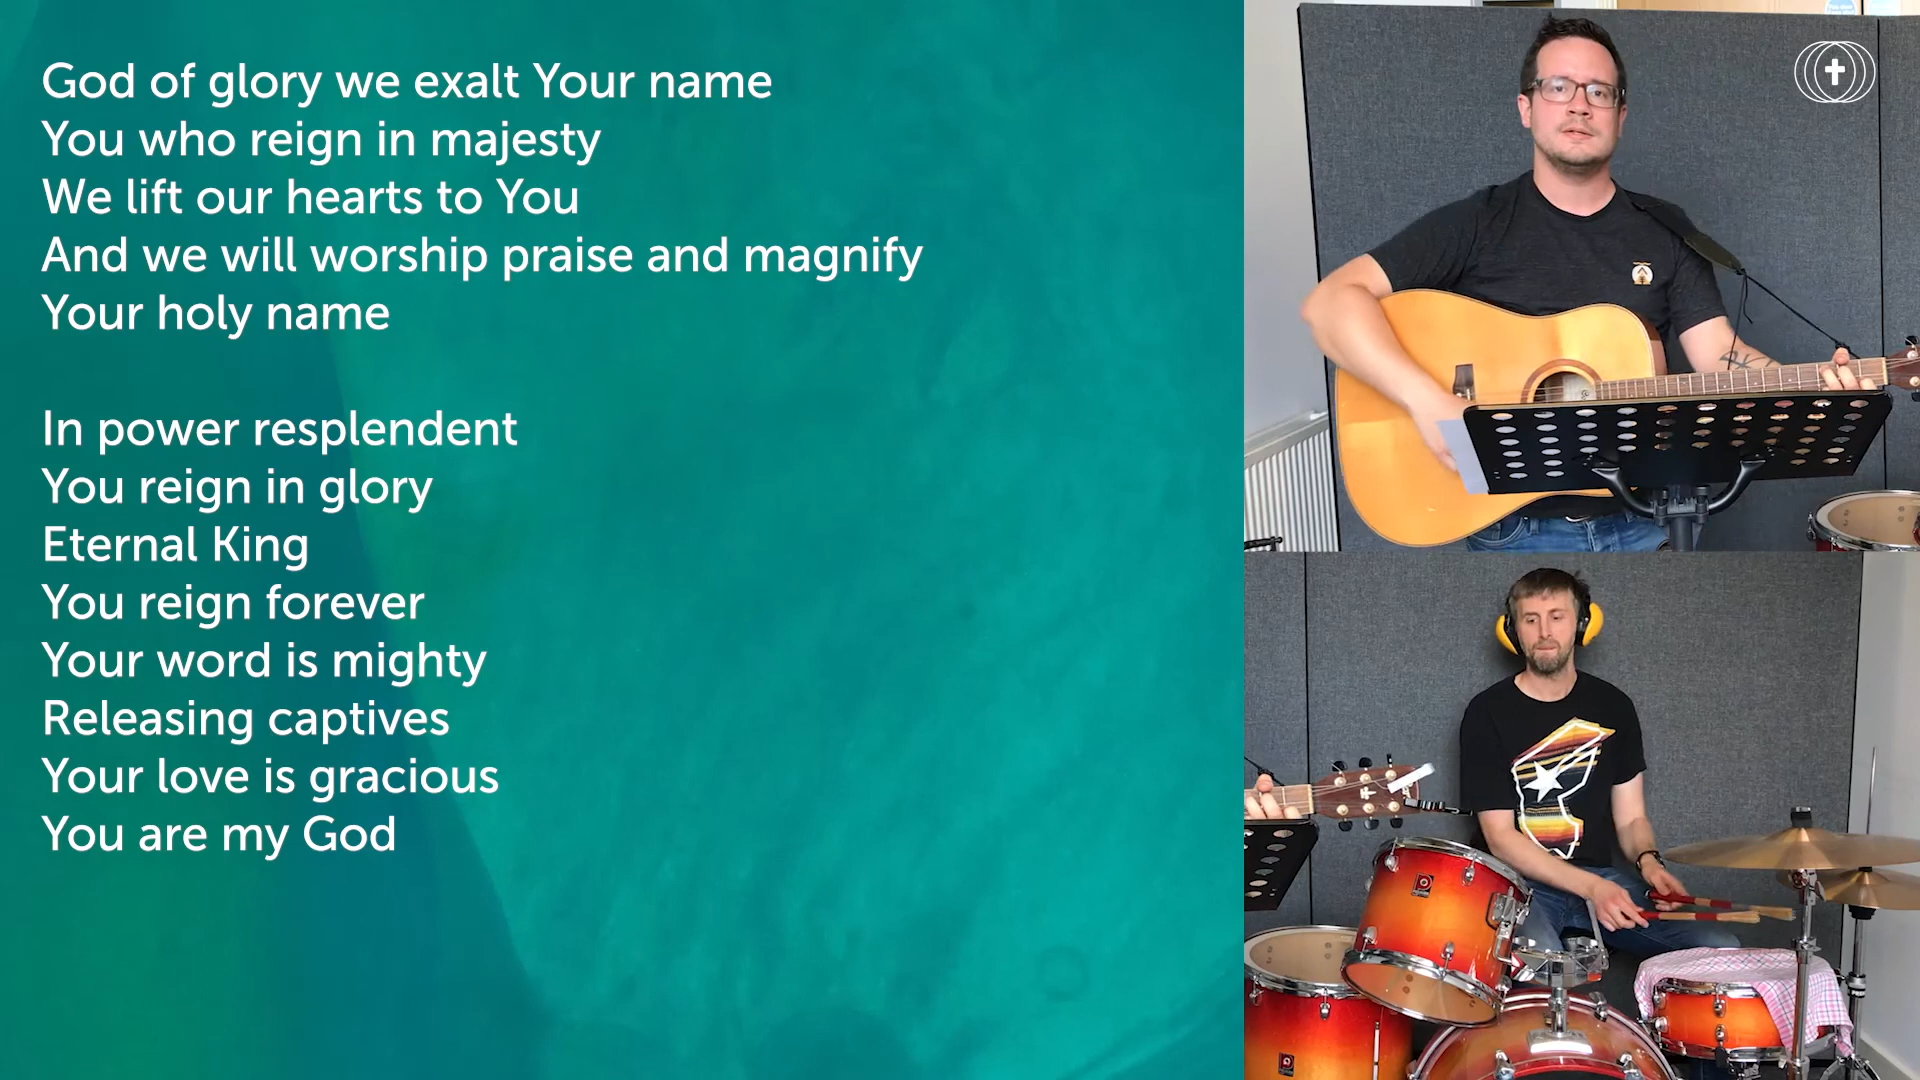 God of glory we exalt Your name
You who reign in majesty
We lift our hearts to You
And we will worship praise and magnify
Your holy name
In power resplendent
You reign in glory
Eternal King
You reign forever
Your word is mighty
Releasing captives
Your love is gracious
You are my God